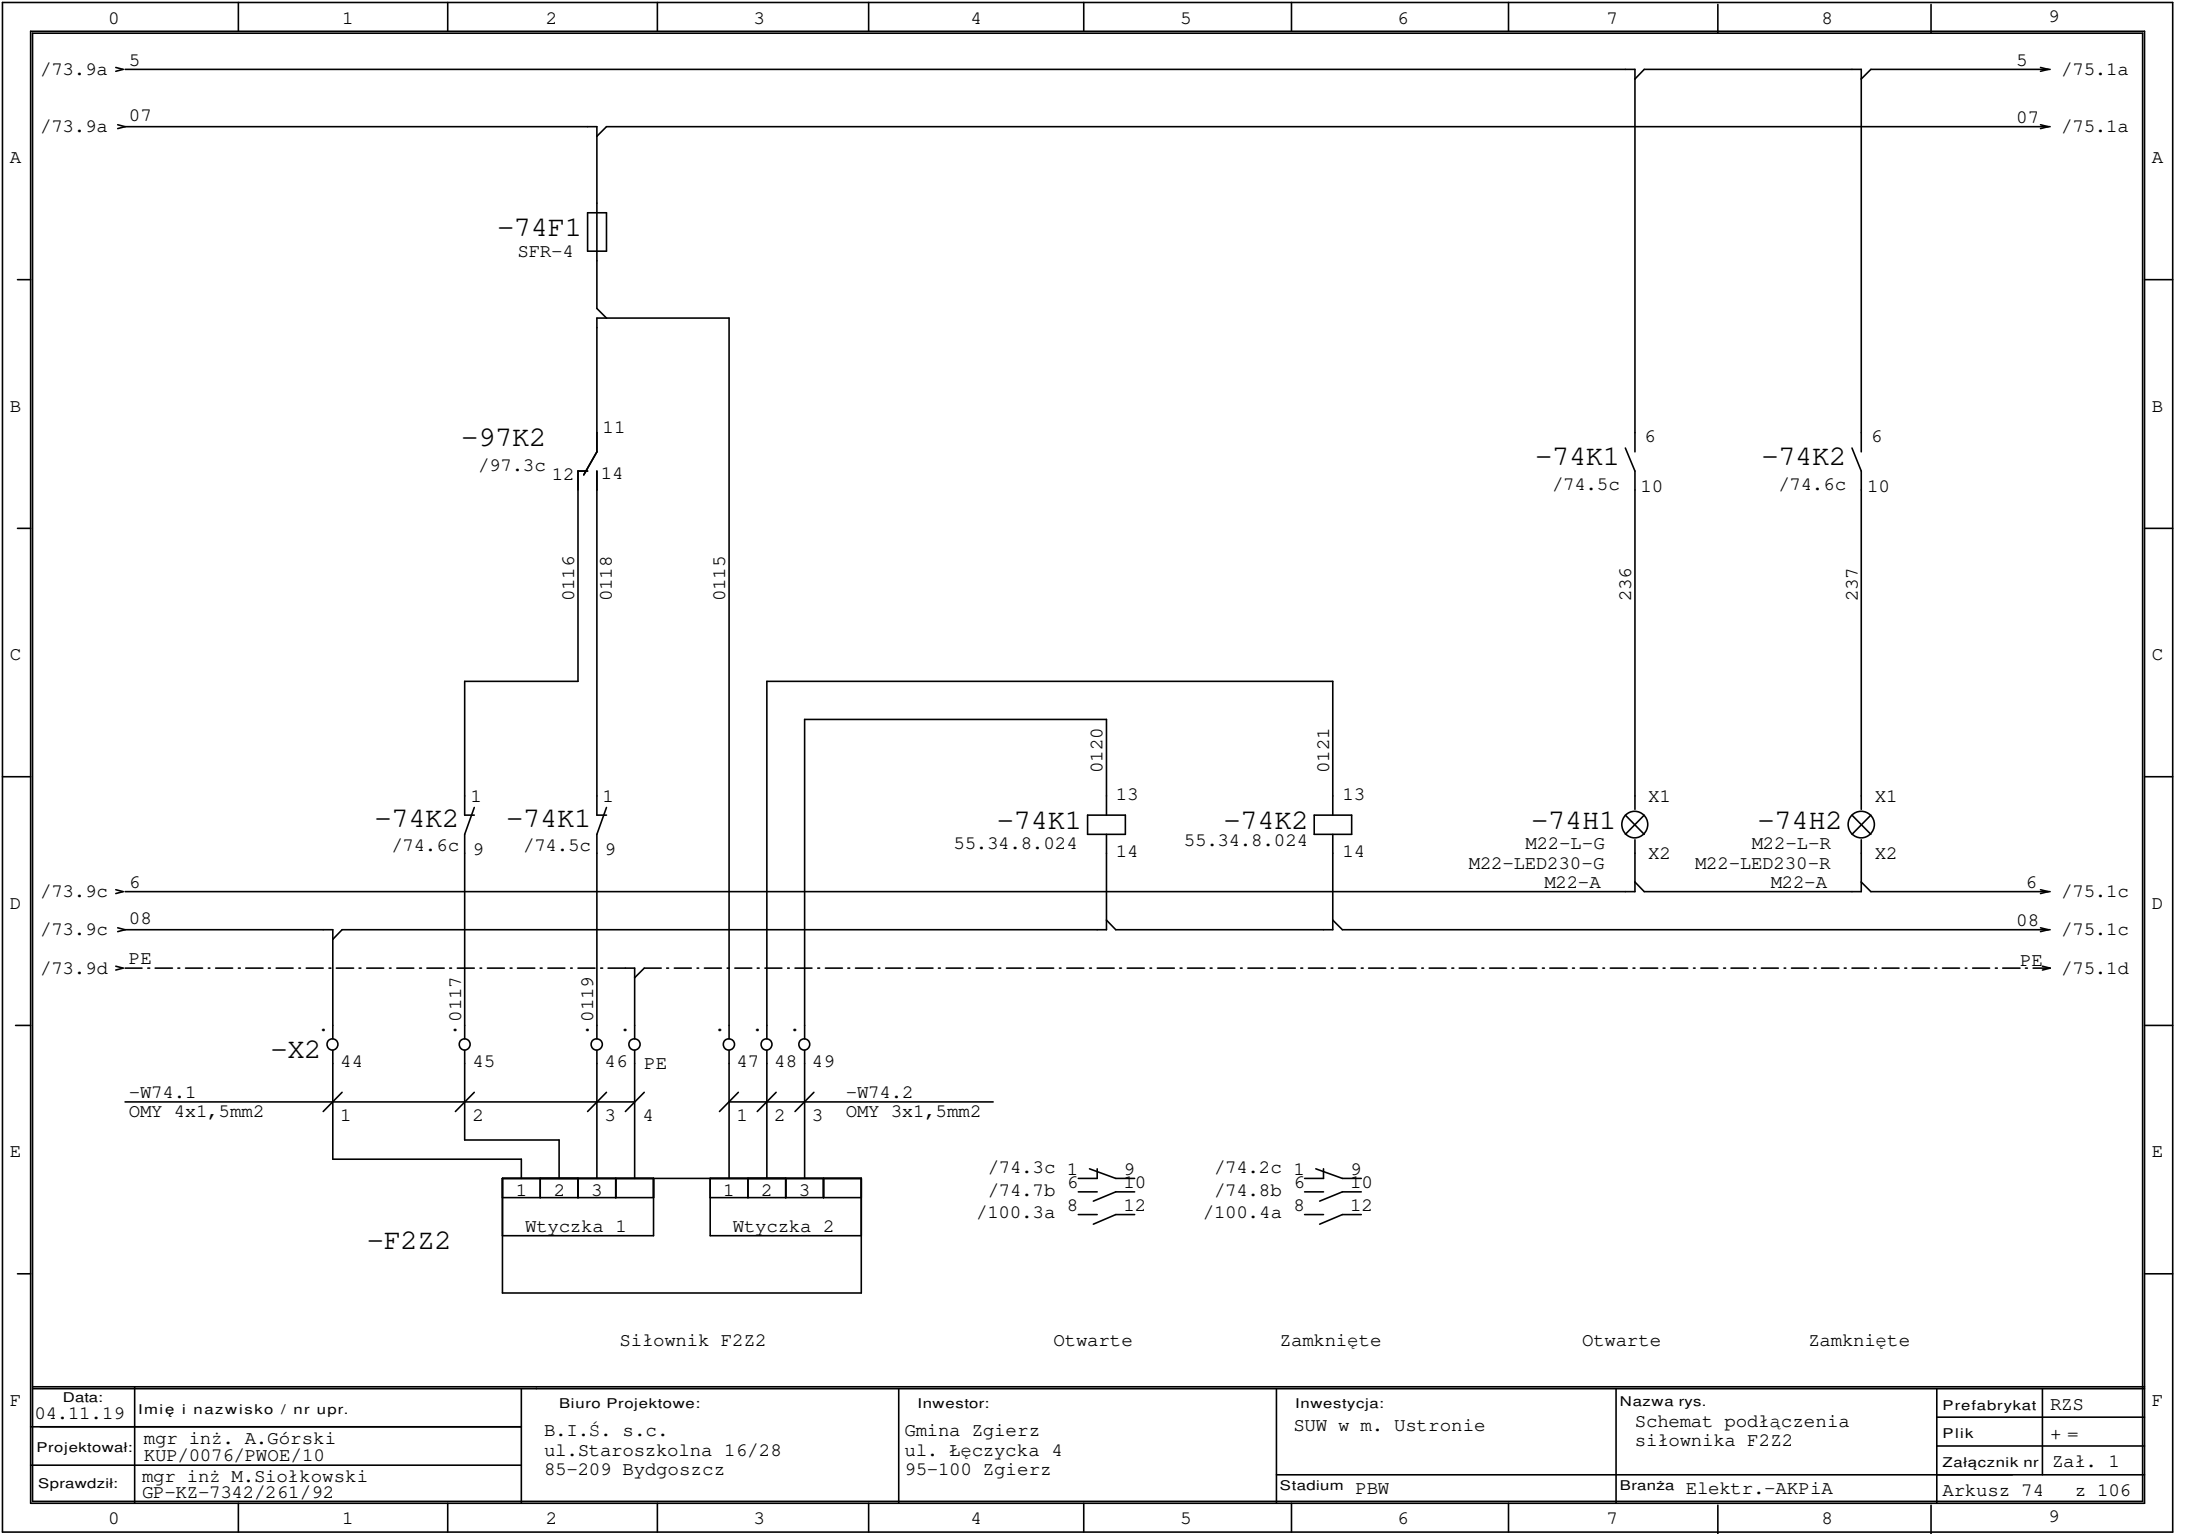 0 1 2 3 4 5 6 7 8 9
/73.9a 5 5 /75.1a
/73.9a 07 07 /75.1a
A A
-74F1
SFR-4
B B
-97K2 11
/97.3c 12 14
-74K1 6
/74.5c 10
-74K2 6
/74.6c 10
0116 0118 0115 236 237
C C
0120 0121
-74K2 1
/74.6c 9
-74K1 1
/74.5c 9
-74K1 13
55.34.8.024
14
-74K2 13
55.34.8.024
14
-74H1 X1
M22-L-G X2
M22-LED230-G
M22-A
-74H2 X1
M22-L-R X2
M22-LED230-R
M22-A
/73.9c 6 6 /75.1c
D D
/73.9c 08 08 /75.1c
/73.9d PE PE /75.1d
.0117 .0119
-X2 44 45 46 PE 47 48 49
-W74.1 -W74.2
OMY 4x1,5mm2 1 2 3 4 1 2 3 OMY 3x1,5mm2
E E
/74.3c 1 9
/74.7b 6 10
/100.3a 8 12
/74.2c 1 9
/74.8b 6 10
/100.4a 8 12
1 2 3 1 2 3
Wtyczka 1 Wtyczka 2
-F2Z2
Siłownik F2Z2 Otwarte Zamknięte Otwarte Zamknięte
F F
Data:
04.11.19
Imię i nazwisko / nr upr.
Projektował:
mgr inż. A.Górski
KUP/0076/PWOE/10
Sprawdził:
mgr inż M.Siołkowski
GP-KZ-7342/261/92
Biuro Projektowe:
B.I.Ś. s.c.
ul.Staroszkolna 16/28
85-209 Bydgoszcz
Inwestor:
Gmina Zgierz
ul. Łęczycka 4
95-100 Zgierz
Inwestycja:
SUW w m. Ustronie
Stadium PBW
Nazwa rys.
Schemat podłączenia
siłownika F2Z2
Branża Elektr.-AKPiA
Prefabrykat RZS
Plik + =
Załącznik nr Zał. 1
Arkusz 74 z 106
0 1 2 3 4 5 6 7 8 9